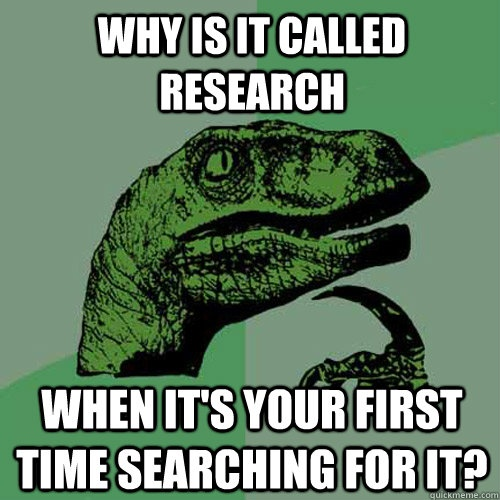 WHY IS IT CALLED
RESEARCH
WHEN IT'S YOUR FIRST
TIME SEARCHING FOR IT?
quickmeme.com